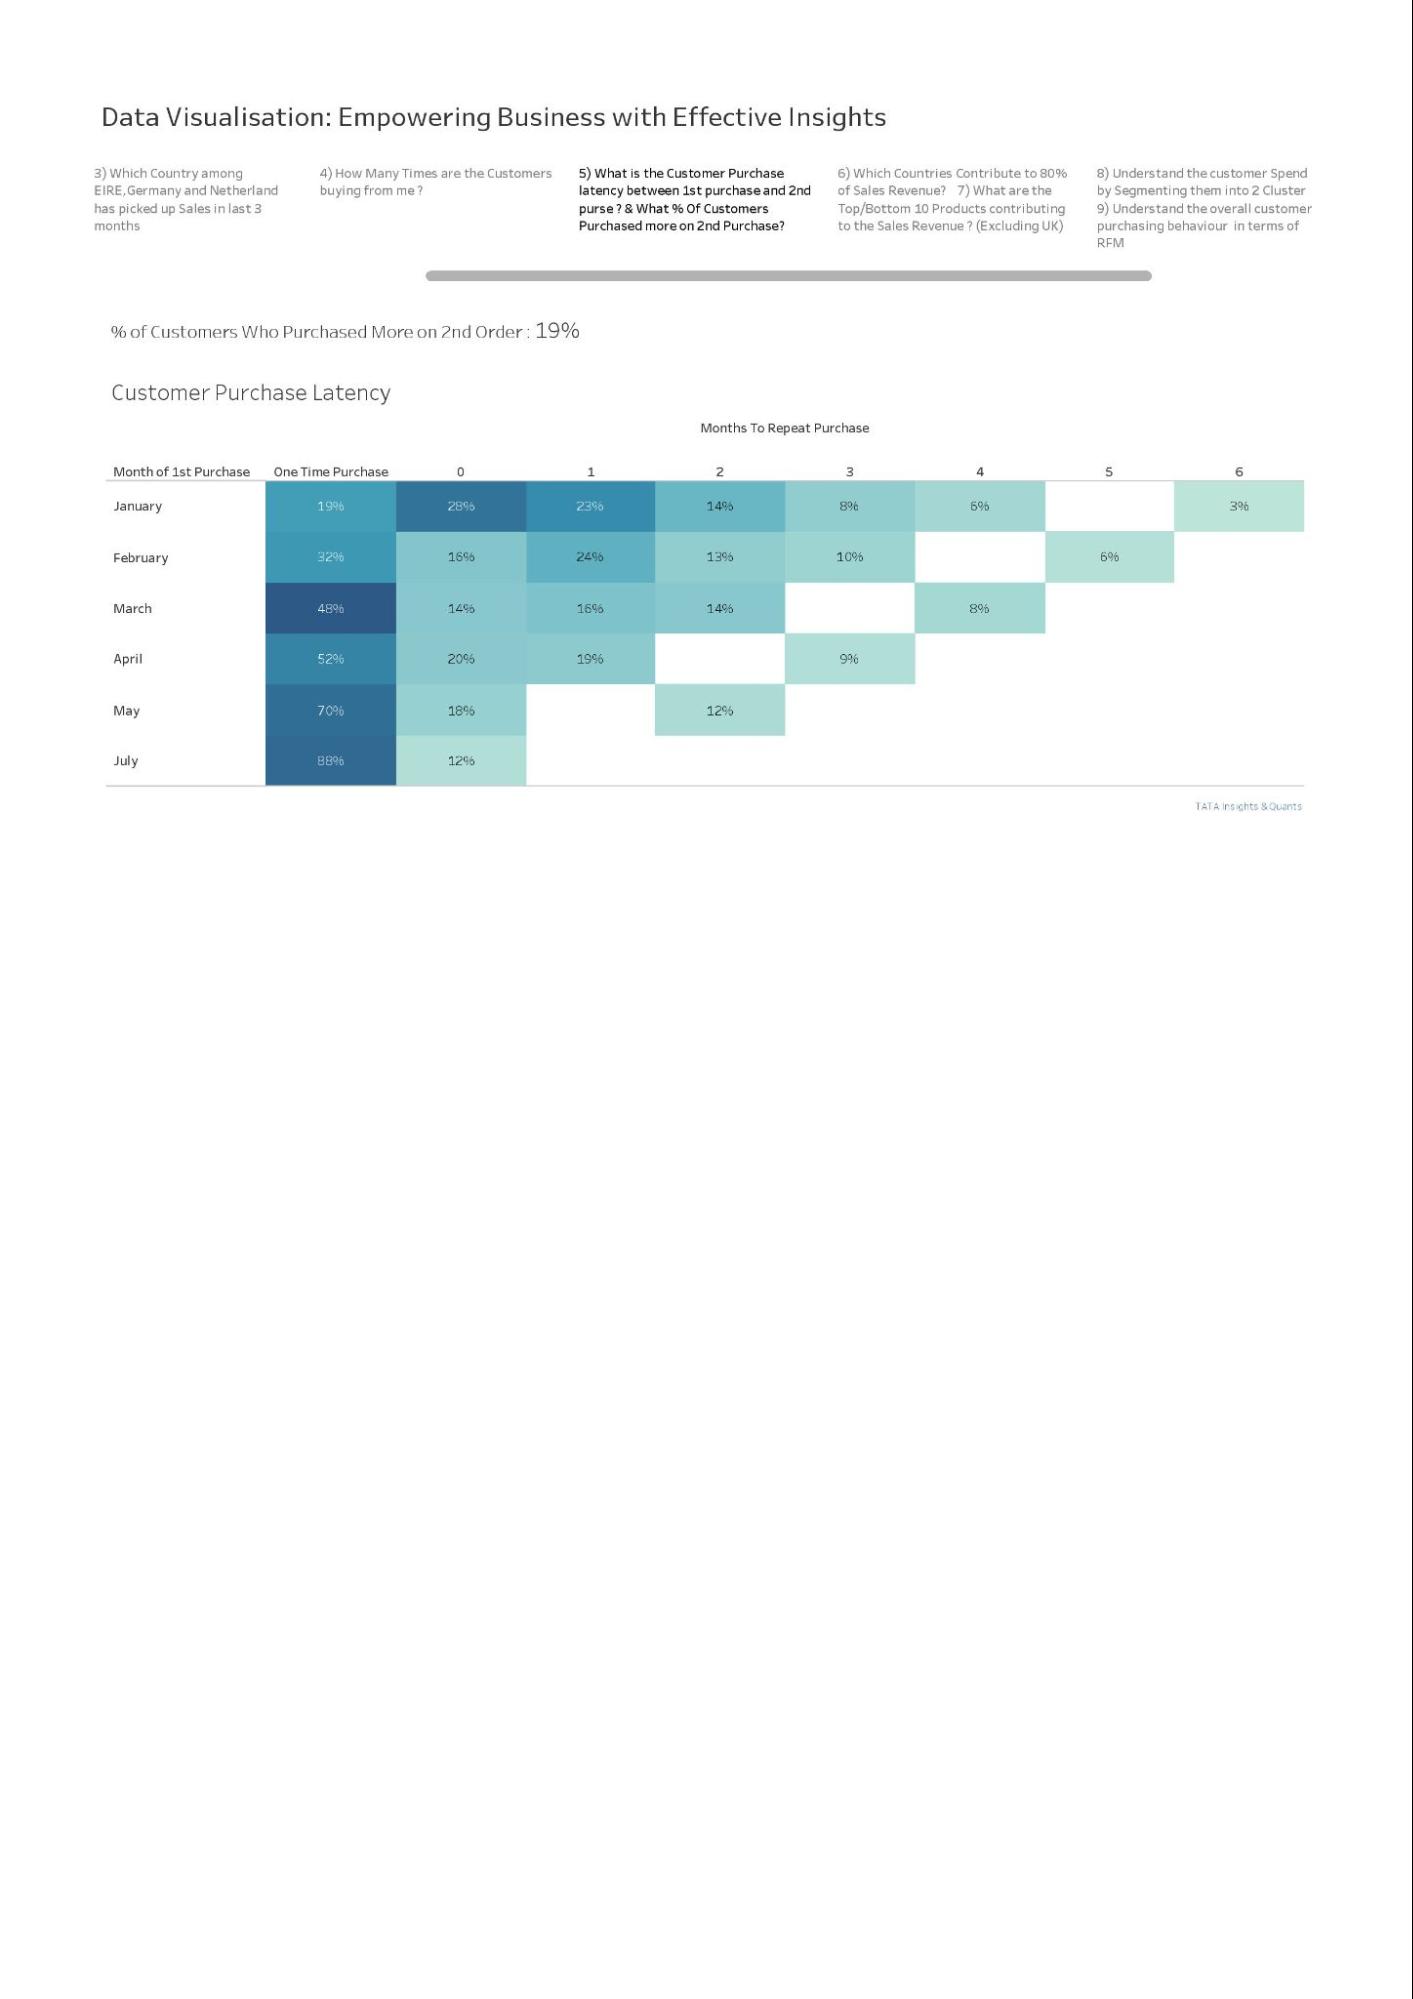 Data Visualisation: Empowering Business with Effective Insights
3) Which Country among
EIRE,Germany and Netherland
has picked up Sales in last 3
months
4) How Many Times are the Customers
buying from me ?
5) What is the Customer Purchase
latency between 1st purchase and 2nd
purse ? & What % Of Customers
Purchased more on 2nd Purchase?
6) Which Countries Contribute to 80%
of Sales Revenue? 7) What are the
Top/Bottom 10 Products contributing
to the Sales Revenue ? (Excluding UK)
8) Understand the customer Spend
by Segmenting them into 2 Cluster
9) Understand the overall customer
purchasing behaviour in terms of
RFM
% of Customers Who Purchased More on 2nd Order : 19%
Customer Purchase Latency
Months To Repeat Purchase
Month of 1st Purchase One Time Purchase 0 1 2 3 4 5 6
January 19% 28% 23% 14% 8% 6% 3%
February 32% 16% 24% 13% 10% 6%
March 48% 14% 16% 14% 8%
April 52% 20% 19% 9%
May 70% 18% 12%
July 88% 12%
TATA Insights & Quants